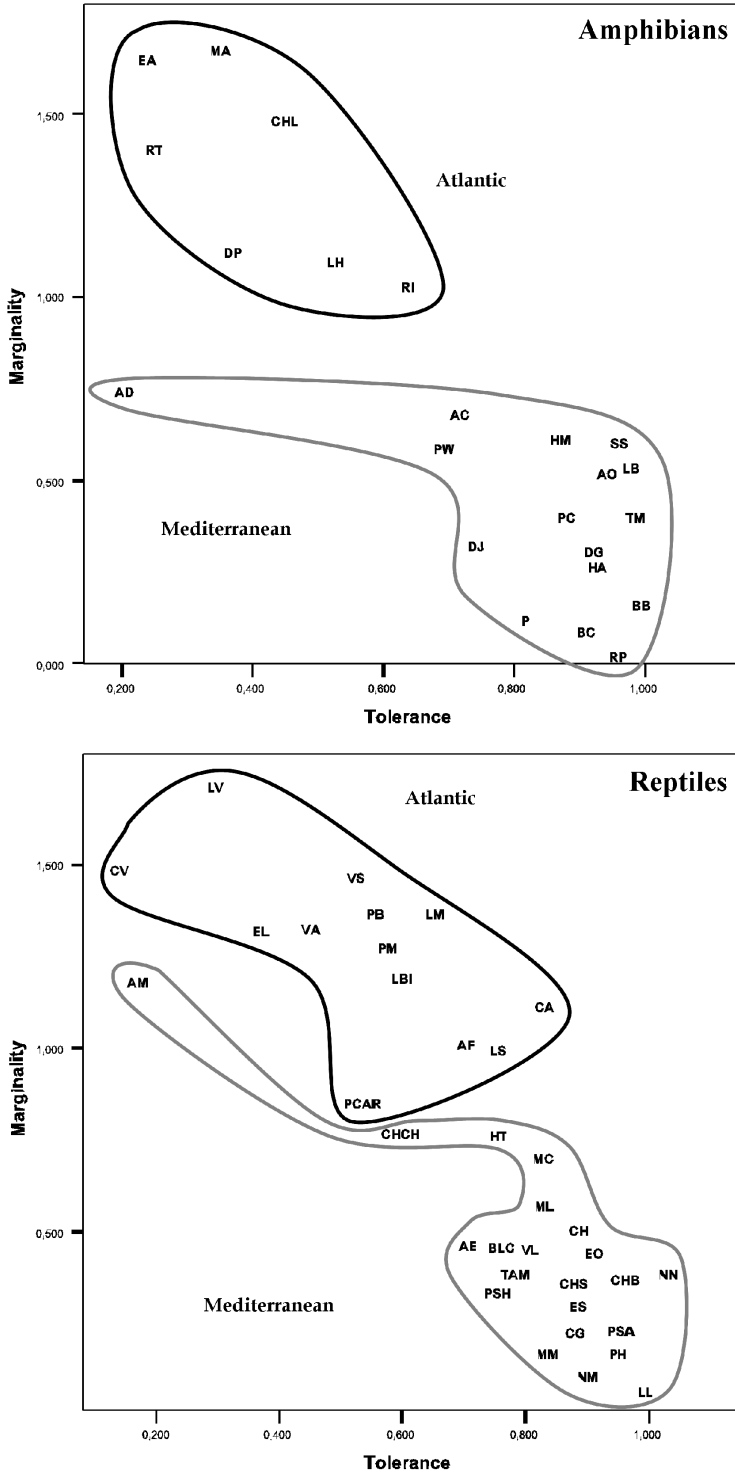 Amphibians
EA
MA
CHL
RT
Atlantic
DP
LH
RI
AD
AC
PW
HM
SS
LB
AO
Mediterranean
PC
TM
DJ
DG
HA
P
BB
BC
RP
1,500
1,000
0,500
0,000
Marginality
0,200 0,400 0,600 0,800 1,000
Tolerance
Reptiles
LV
Atlantic
CV
VS
PB
LM
EL
VA
PM
LBI
AM
CA
AF
LS
PCAR
CHCH
HT
MC
ML
CH
AE
BLC
VL
EO
TAM
CHS
CHB
NN
PSH
ES
Mediterranean
CG
PSA
MM
PH
NM
LL
1,500
1,000
0,500
Marginality
0,200 0,400 0,600 0,800 1,000
Tolerance